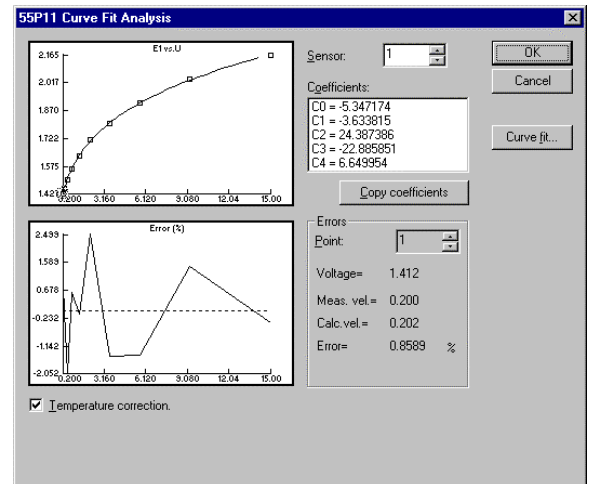 55P11 Curve Fit Analysis
E1 vs. U
2.165
2.017
1.870
1.722
1.575
0.200 3.160 6.120 9.080 12.04 15.00
Error (%)
2.499
1.589
0.678
-0.232
-1.142
-2.052
0.200 3.160 6.120 9.080 12.04 15.00
Temperature correction.
Sensor: 1
Coefficients:
C0 = -5.347174
C1 = -3.633815
C2 = 24.387386
C3 = -22.885851
C4 = 6.649954
Copy coefficients
Errors
Point: 1
Voltage= 1.412
Meas. vel.= 0.200
Calc.vel.= 0.202
Error= 0.8589 %
OK
Cancel
Curve fit...